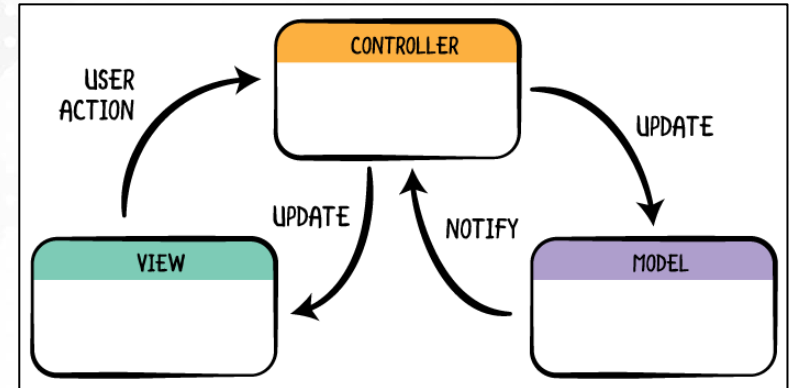 CONTROLLER
USER
ACTION
UPDATE
UPDATE
NOTIFY
VIEW
MODEL